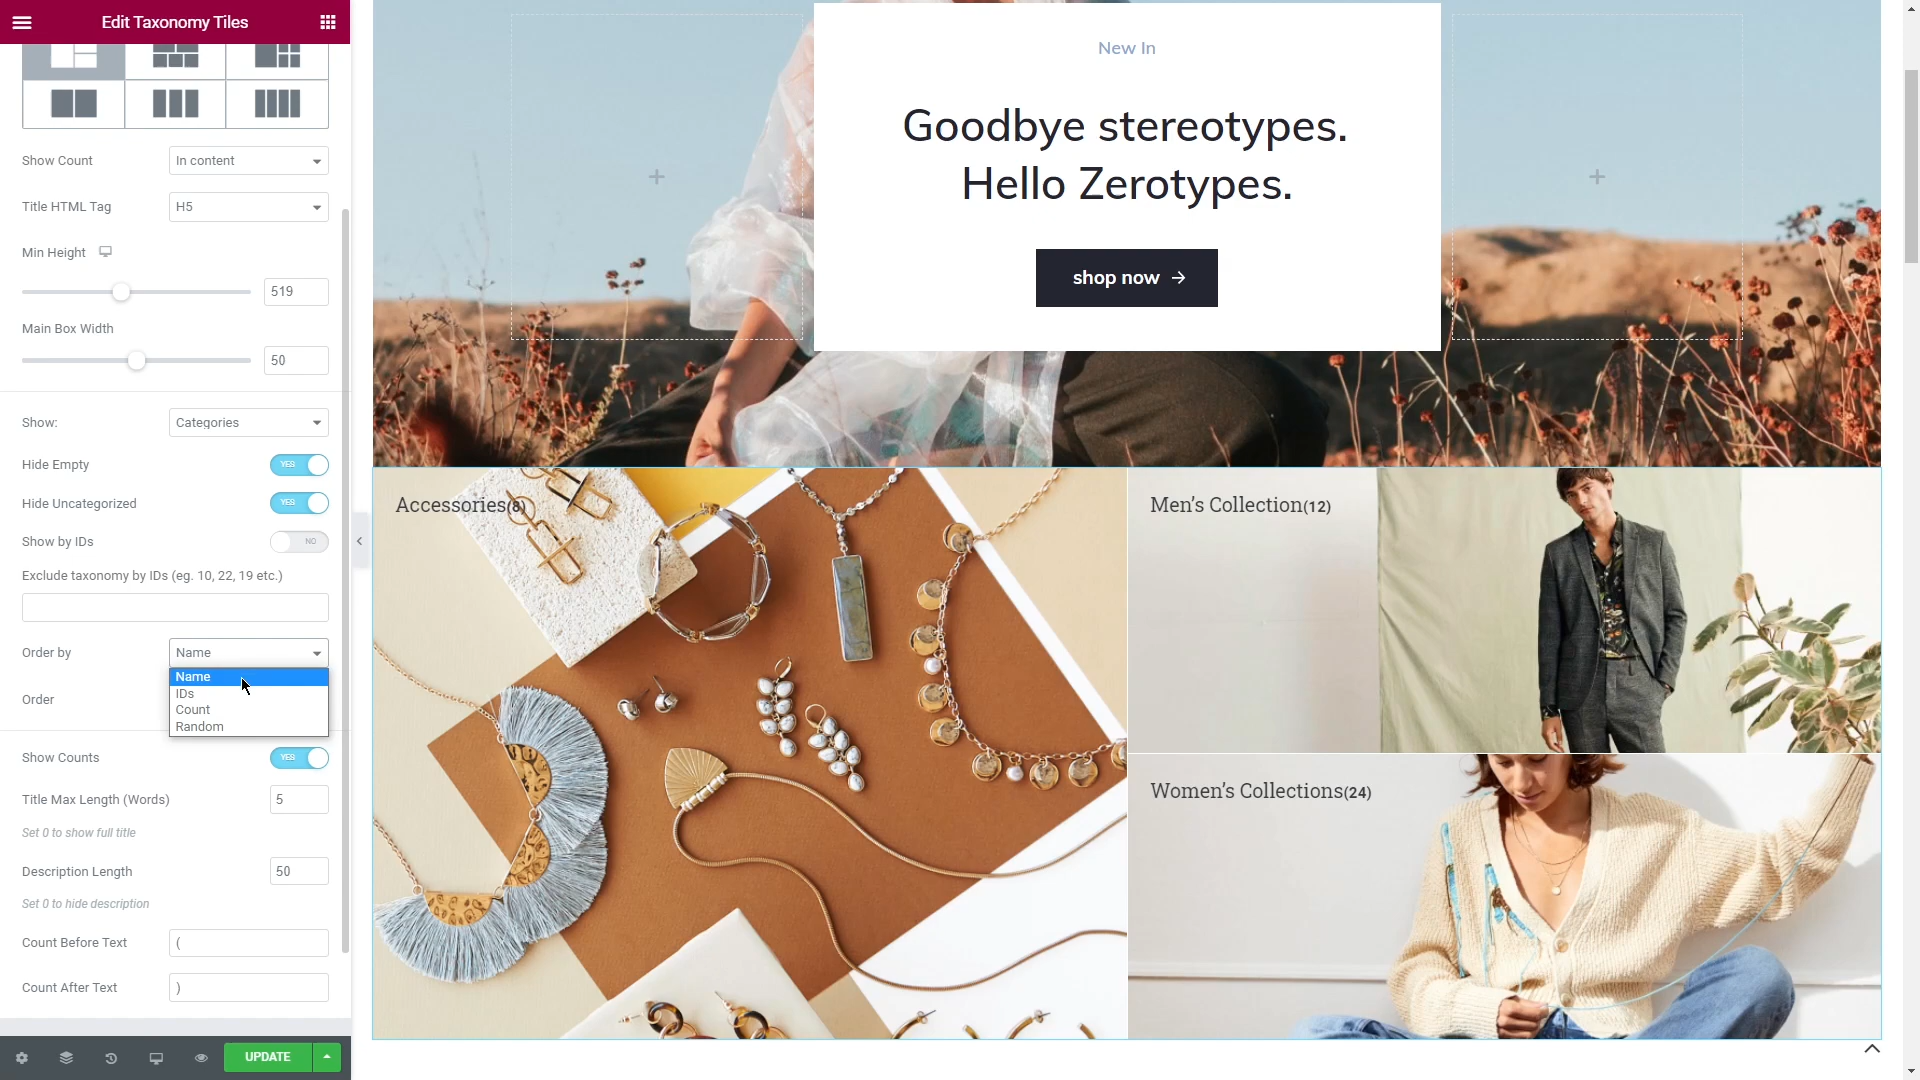 Edit Taxonomy Tiles
Show Count
In content
Title HTML Tag
H5
Min Height
519
Main Box Width
50
Show:
Categories
Hide Empty
YES
Hide Uncategorized
YES
Show by IDs
NO
Exclude taxonomy by IDs (eg. 10, 22, 19 etc.)
Order by
Name
Name
IDs
Count
Random
Order
Show Counts
YES
Title Max Length (Words)
5
Set 0 to show full title
Description Length
50
Set 0 to hide description
Count Before Text
(
Count After Text
)
UPDATE
New In
Goodbye stereotypes.
Hello Zerotypes.
shop now →
Accessories(8)
Men’s Collection(12)
Women’s Collections(24)